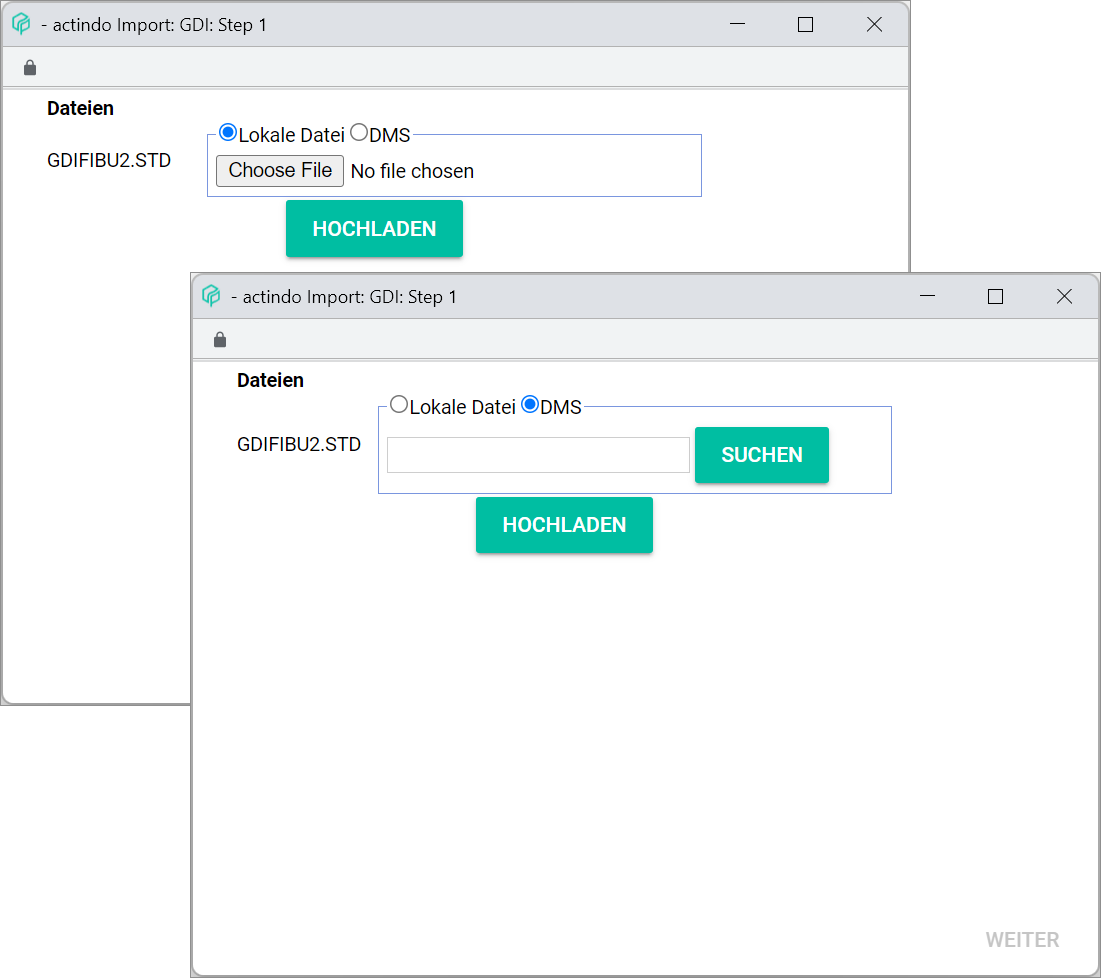 - actindo Import: GDI: Step 1
Dateien
Lokale Datei DMS
GDIFIBU2.STD
Choose File No file chosen
HOCHLADEN
- actindo Import: GDI: Step 1
Dateien
Lokale Datei DMS
GDIFIBU2.STD
SUCHEN
HOCHLADEN
WEITER